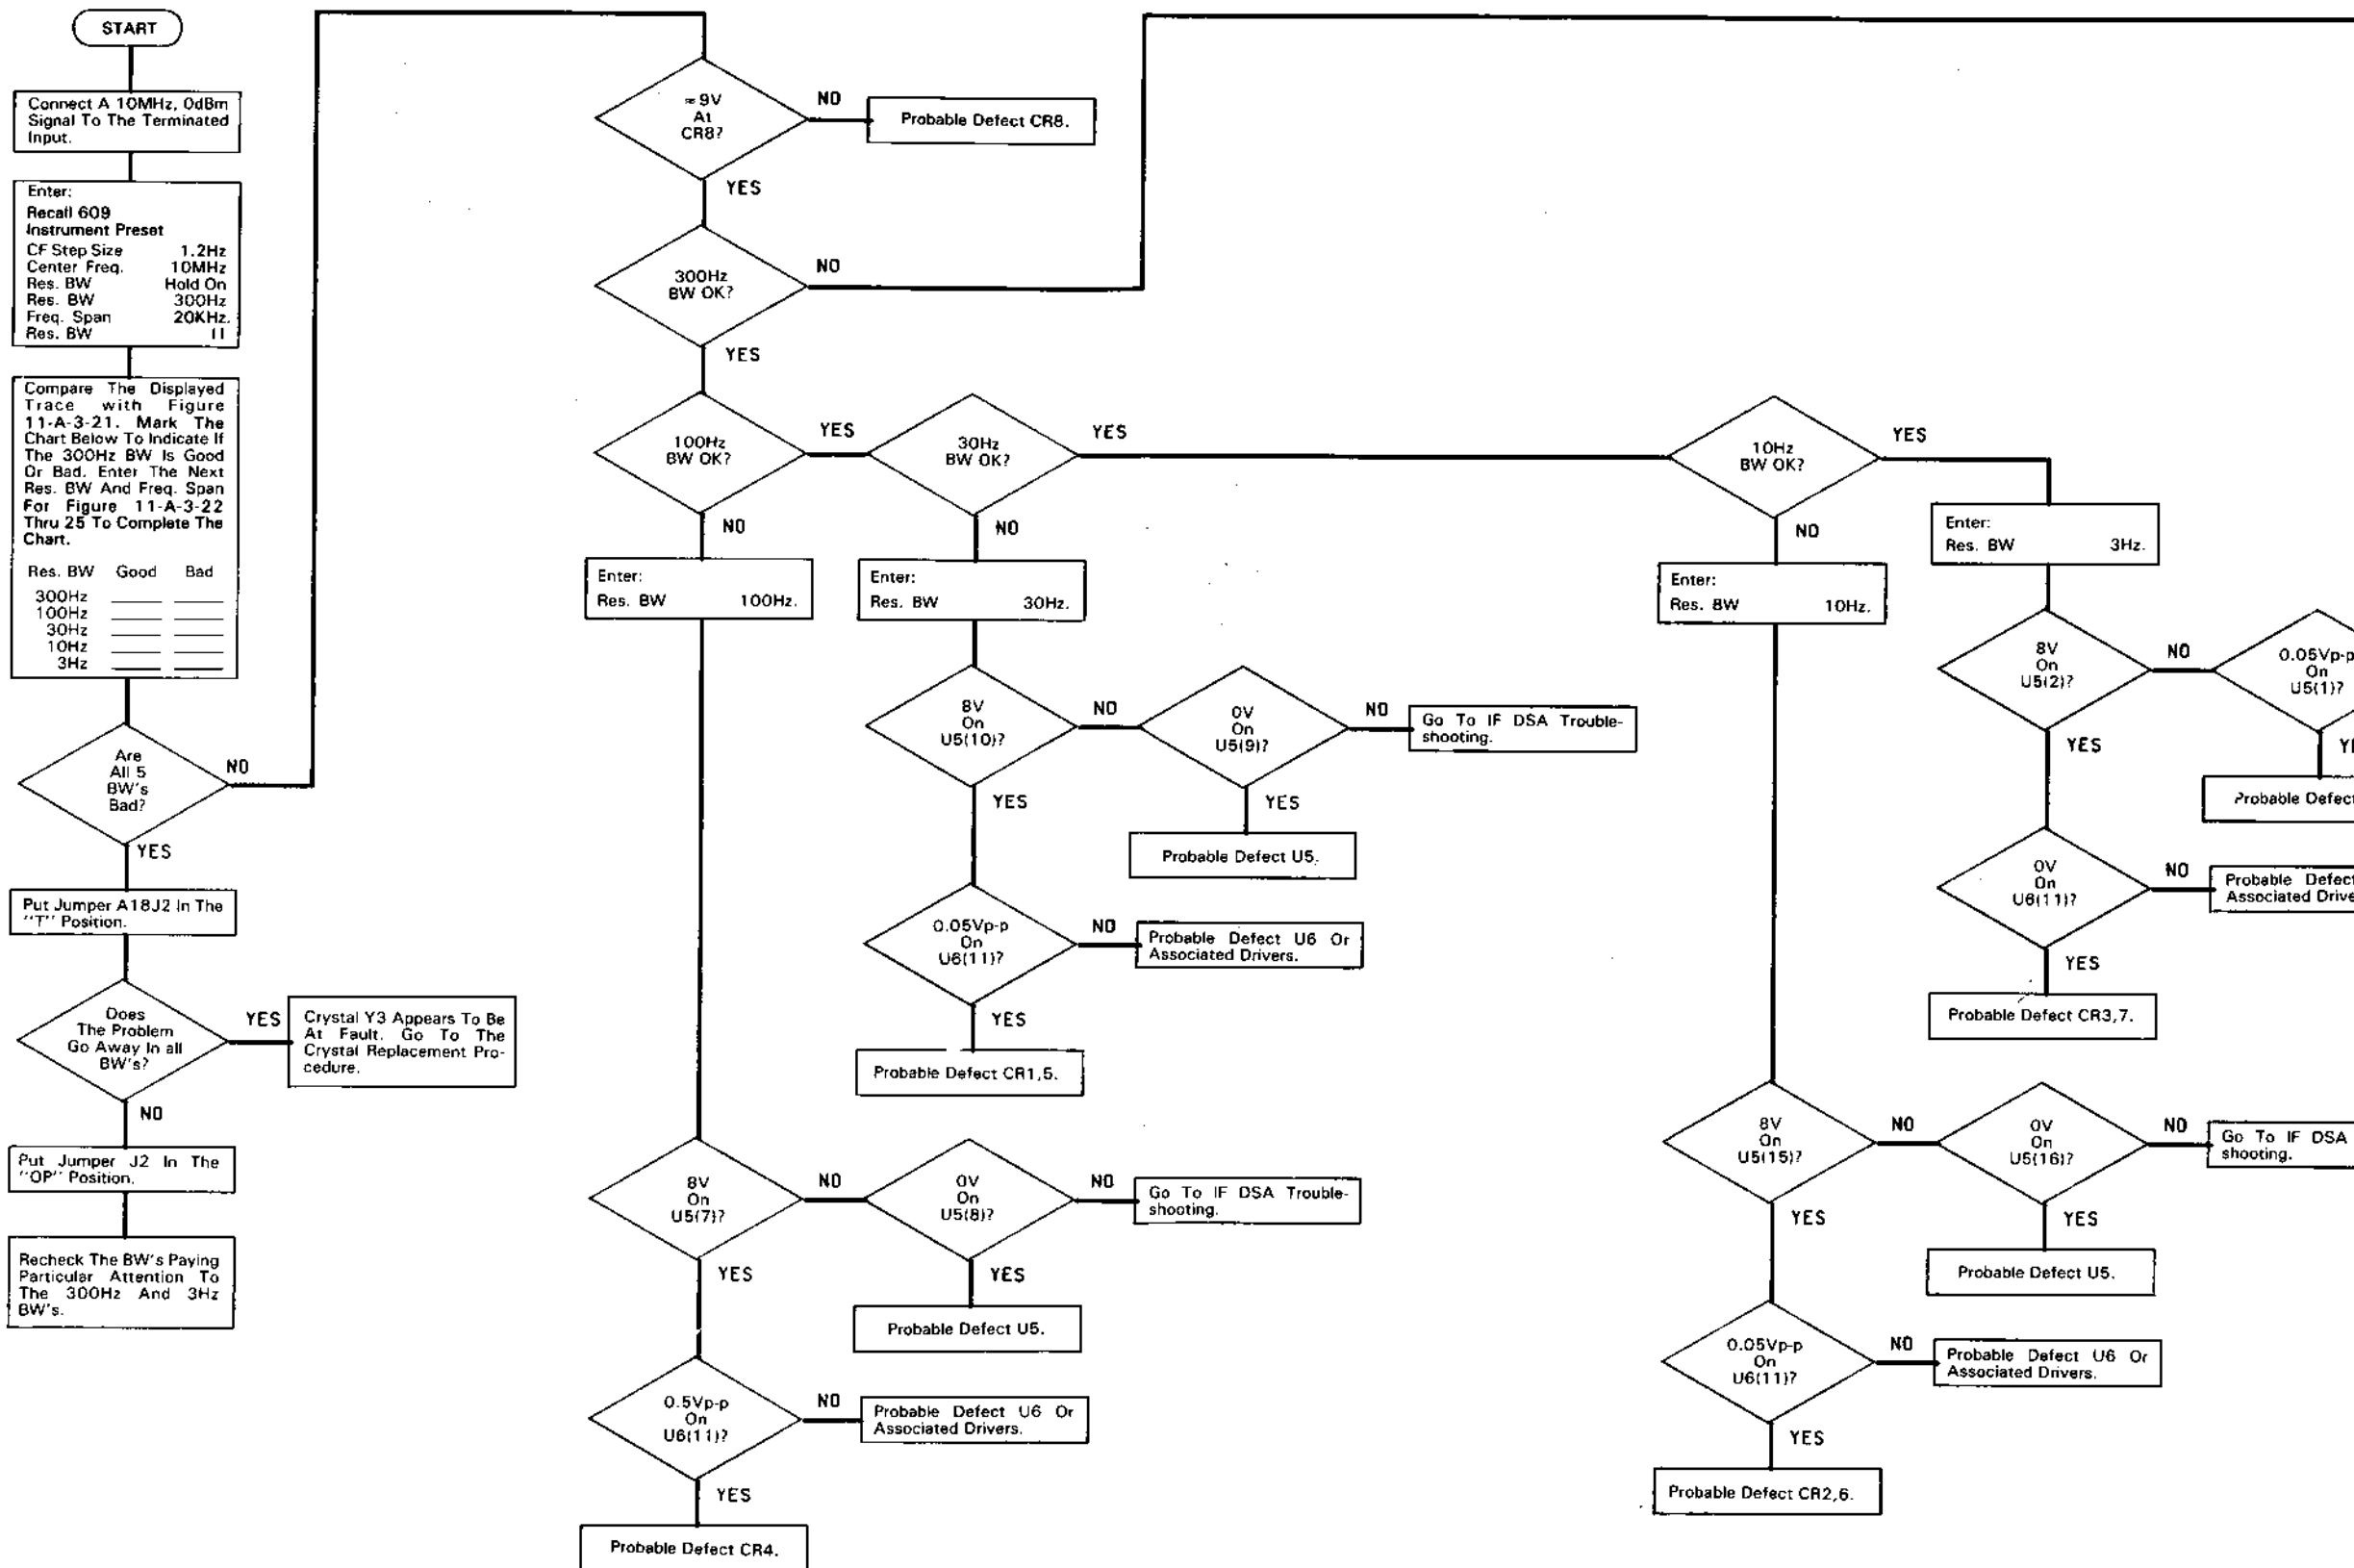 START
Connect A 10MHz, 0dBm
Signal To The Terminated
Input.
Enter:
Recall 609
Instrument Preset
CF Step Size 1.2Hz
Center Freq. 10MHz
Res. BW Hold On
Res. BW 300Hz
Freq. Span 20KHz.
Res. BW
Compare The Displayed
Trace with Figure
11-A-3-21. Mark The
Chart Below To Indicate If
The 300Hz BW Is Good
Or Bad. Enter The Next
Res. BW And Freq. Span
For Figure 11-A-3-22
Thru 25 To Complete The
Chart.
Res. BW Good Bad
300Hz
100Hz
30Hz
10Hz
3Hz
Are
All 5
BW's
Bad?
NO
YES
Put Jumper A18J2 In The
"T" Position.
Does
The Problem
Go Away In all
BW's?
YES
Crystal Y3 Appears To Be
At Fault. Go To The
Crystal Replacement Pro-
cedure.
NO
Put Jumper J2 In The
"OP" Position.
Recheck The BW's Paying
Particular Attention To
The 300Hz And 3Hz
BW's.
≈9V
At
CR8?
NO
Probable Defect CR8.
YES
300Hz
BW OK?
NO
YES
100Hz
BW OK?
YES
NO
Enter:
Res. BW 100Hz.
8V
On
U5(7)?
NO
0V
On
U5(8)?
NO
Go To IF DSA Trouble-
shooting.
YES
Probable Defect U5.
YES
0.5Vp-p
On
U6(11)?
NO
Probable Defect U6 Or
Associated Drivers.
YES
Probable Defect CR4.
30Hz
BW OK?
YES
NO
Enter:
Res. BW 30Hz.
8V
On
U5(10)?
NO
0V
On
U5(9)?
NO
Go To IF DSA Trouble-
shooting.
YES
Probable Defect U5.
YES
0.05Vp-p
On
U6(11)?
NO
Probable Defect U6 Or
Associated Drivers.
YES
Probable Defect CR1,5.
10Hz
BW OK?
YES
NO
Enter:
Res. BW 10Hz.
8V
On
U5(15)?
NO
0V
On
U5(16)?
NO
Go To IF DSA
shooting.
YES
Probable Defect U5.
YES
0.05Vp-p
On
U6(11)?
NO
Probable Defect U6 Or
Associated Drivers.
YES
Probable Defect CR2,6.
Enter:
Res. BW 3Hz.
8V
On
U5(2)?
NO
0.05Vp-p
On
U5(1)?
Probable Defect
YES
0V
On
U6(11)?
NO
Probable Defect
Associated
YES
Probable Defect CR3,7.